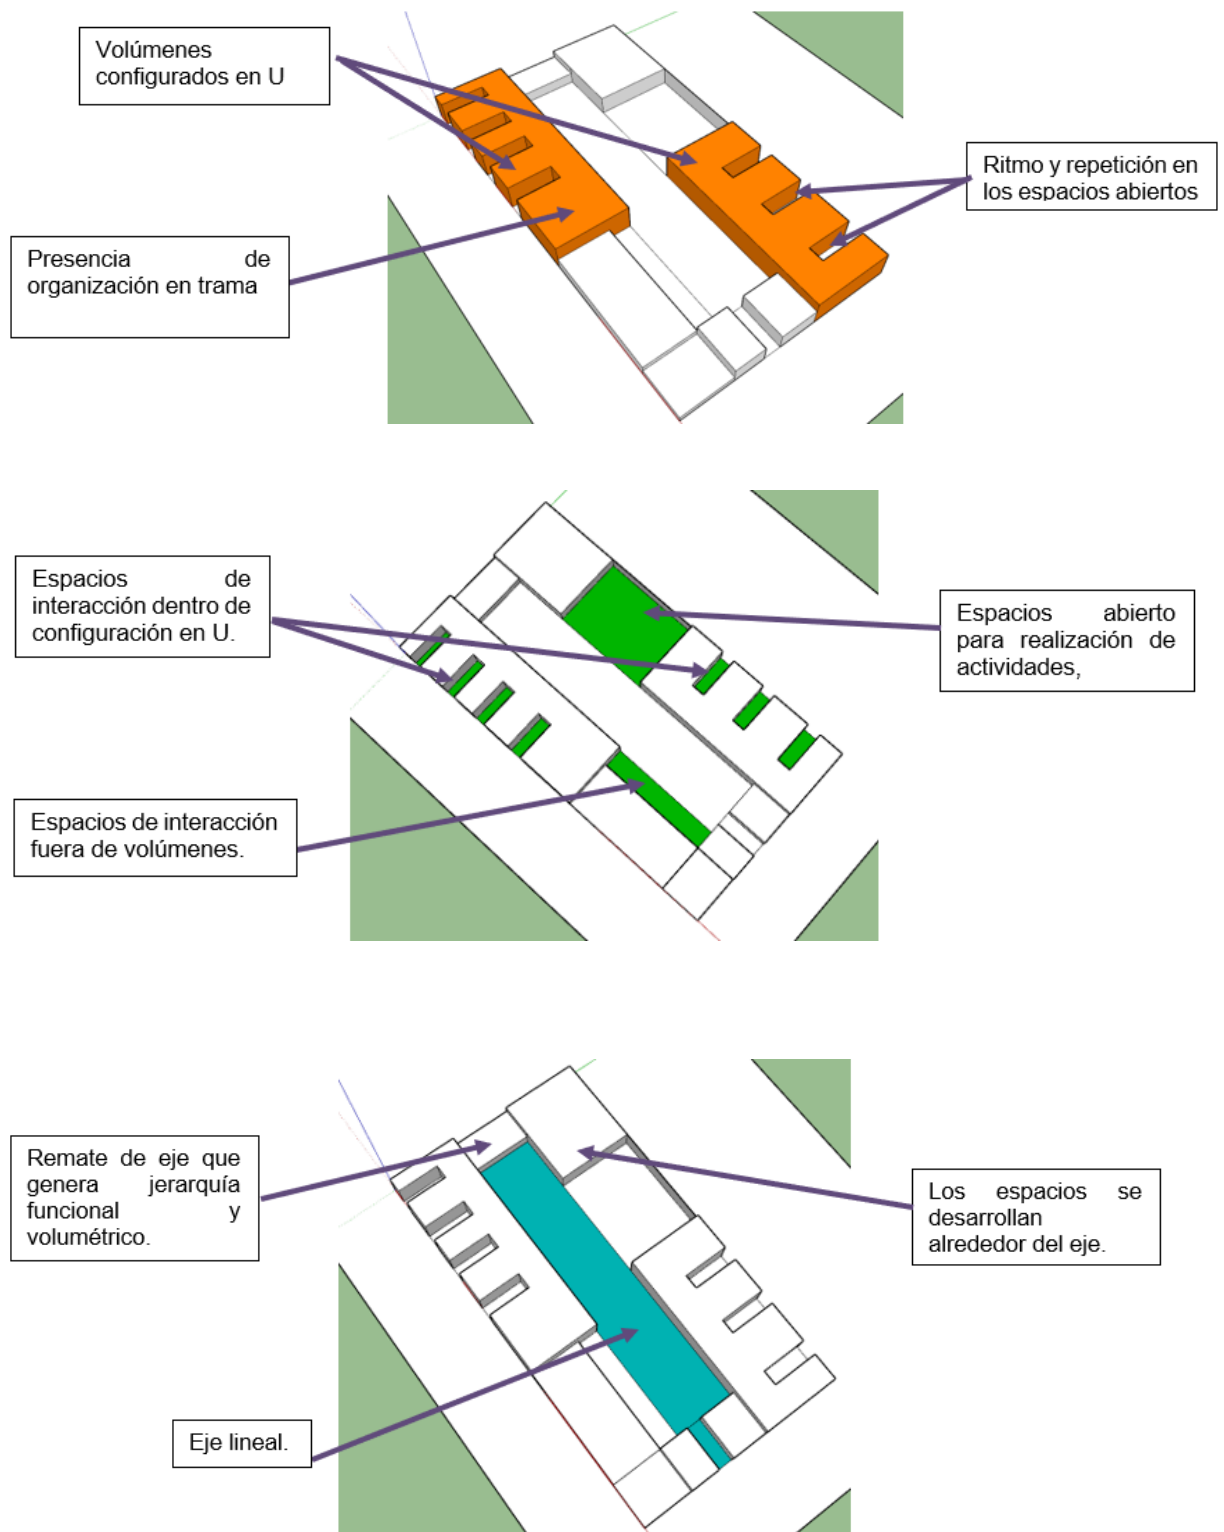 Volúmenes
configurados en U
Ritmo y repetición en
los espacios abiertos
Presencia de
organización en trama
Espacios de
interacción dentro de
configuración en U.
Espacios abierto
para realización de
actividades,
Espacios de interacción
fuera de volúmenes.
Remate de eje que
genera jerarquía
funcional y
volumétrico.
Los espacios se
desarrollan
alrededor del eje.
Eje lineal.